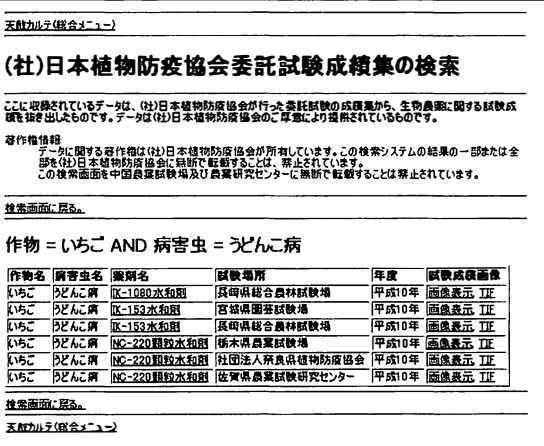 天敵カルテ(総合メニュー)
(社)日本植物防疫協会委託試験成績集の検索
ここに収録されているデータは、(社)日本植物防疫協会が行った委託試験の成績集から、生物農薬に関する試験成
績を抜き出したものです。データは(社)日本植物防疫協会のご厚意により提供されているものです。
著作権情報
データに関する著作権は(社)日本植物防疫協会が所有しています。この検索システムの結果の一部または全
部を(社)日本植物防疫協会に無断で転載することは、禁止されています。
この検索画面を中国農業試験場及び農業研究センターに無断で転載することは禁止されています。
検索画面に戻る。
作物 = いちご AND 病害虫 = うどんこ病
作物名 病害虫名 薬剤名 試験場所 年度 試験成績画像
いちご うどんこ病 IK-1080水和剤 長崎県総合農林試験場 平成10年 画像表示 TIF
いちご うどんこ病 IK-153水和剤 宮城県園芸試験場 平成10年 画像表示 TIF
いちご うどんこ病 IK-153水和剤 長崎県総合農林試験場 平成10年 画像表示 TIF
いちご うどんこ病 NC-220顆粒水和剤 栃木県農業試験場 平成10年 画像表示 TIF
いちご うどんこ病 NC-220顆粒水和剤 社団法人奈良県植物防疫協会 平成10年 画像表示 TIF
いちご うどんこ病 NC-220顆粒水和剤 佐賀県農業試験研究センター 平成10年 画像表示 TIF
検索画面に戻る。
天敵カルテ(総合メニュー)